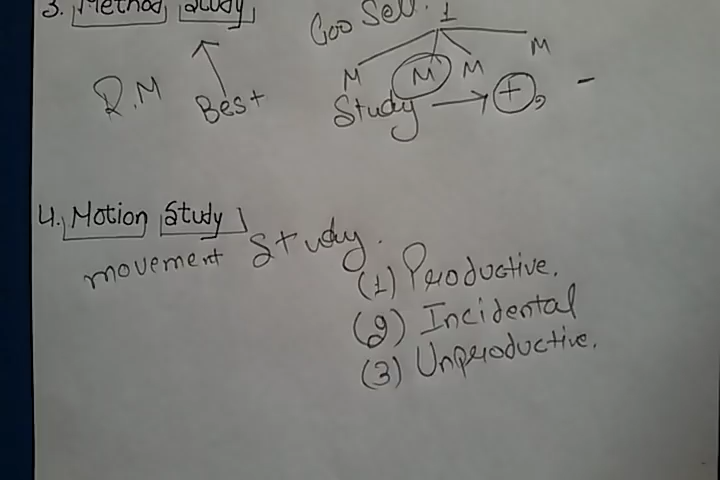 3. Method Study
Goo Sell. 1
M M M M
R.M Best
Study → +, -
4. Motion Study
movement Study.
(1) Productive.
(2) Incidental
(3) Unproductive.